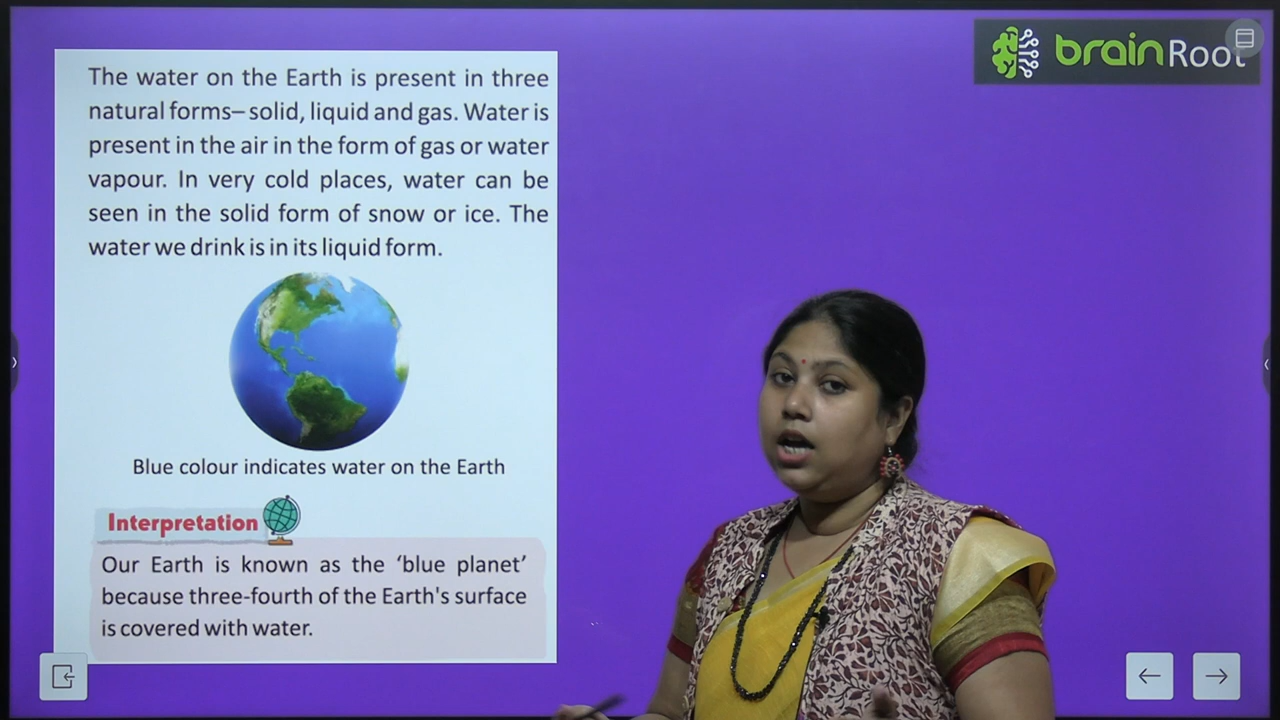 brainRoot
The water on the Earth is present in three
natural forms– solid, liquid and gas. Water is
present in the air in the form of gas or water
vapour. In very cold places, water can be
seen in the solid form of snow or ice. The
water we drink is in its liquid form.
Blue colour indicates water on the Earth
Interpretation
Our Earth is known as the ‘blue planet’
because three-fourth of the Earth's surface
is covered with water.